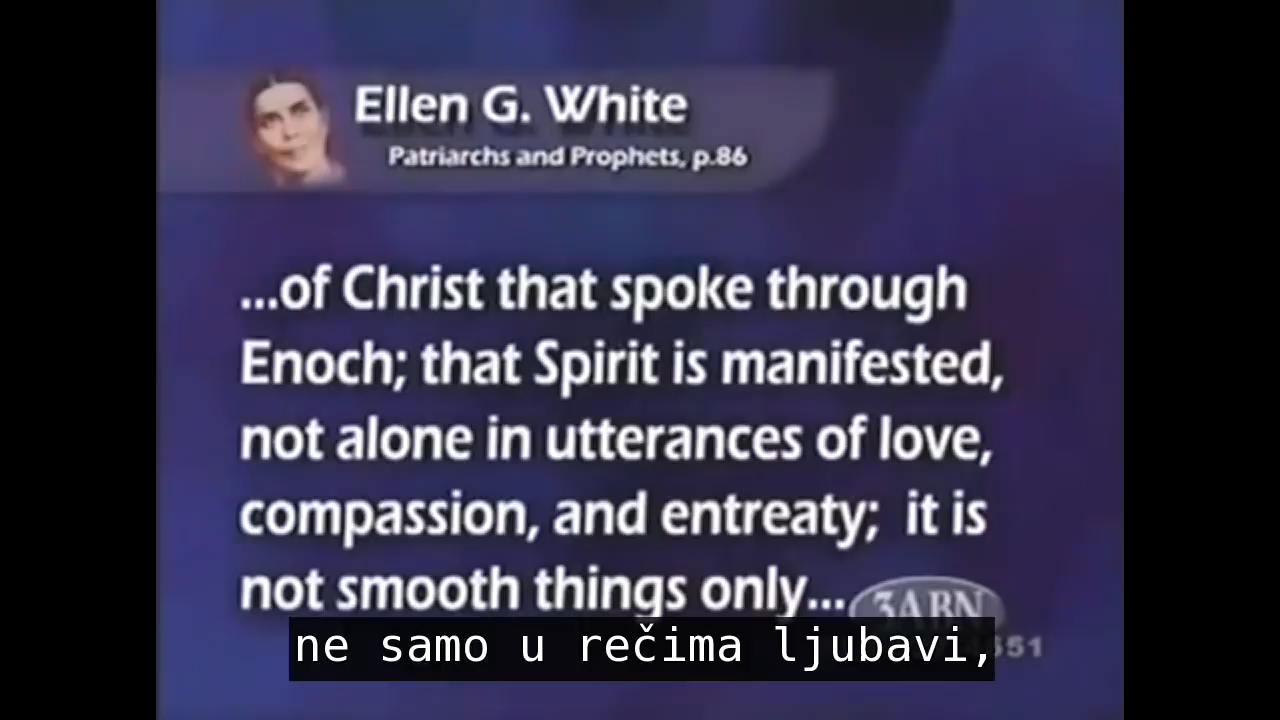 Ellen G. White
Patriarchs and Prophets, p.86
...of Christ that spoke through
Enoch; that Spirit is manifested,
not alone in utterances of love,
compassion, and entreaty; it is
not smooth things only...
3ABN
ne samo u rečima ljubavi,